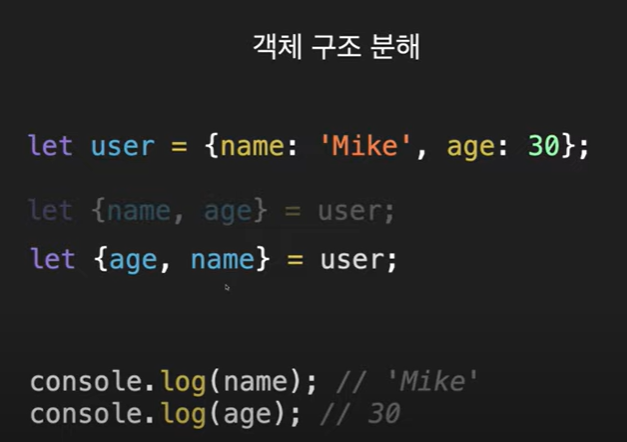 객체 구조 분해
let user = {name: 'Mike', age: 30};
let {name, age} = user;
let {age, name} = user;
console.log(name); // 'Mike'
console.log(age); // 30